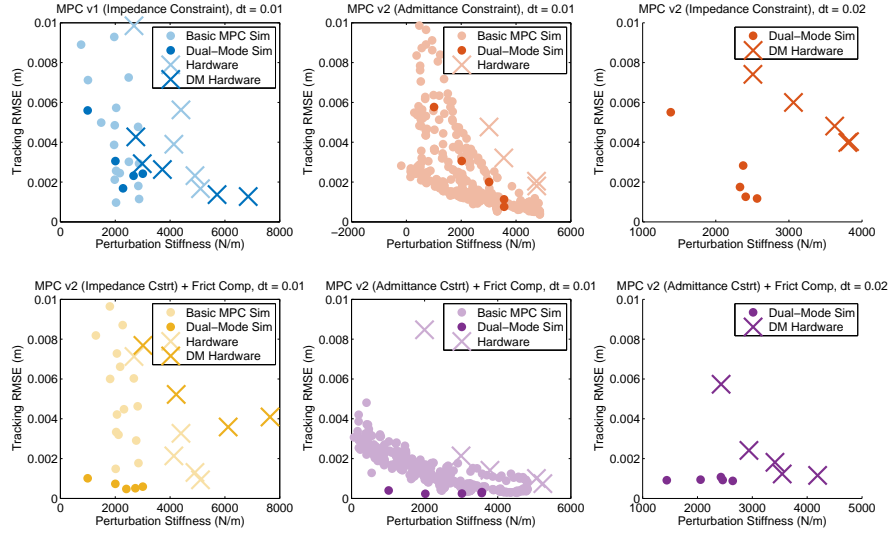 MPC v1 (Impedance Constraint), dt = 0.01
0.01
0.008
0.006
0.004
0.002
0
Tracking RMSE (m)
Basic MPC Sim
Dual−Mode Sim
Hardware
DM Hardware
0
2000
4000
6000
8000
Perturbation Stiffness (N/m)
MPC v2 (Admittance Constraint), dt = 0.01
0.01
0.008
0.006
0.004
0.002
0
Tracking RMSE (m)
Basic MPC Sim
Dual−Mode Sim
Hardware
−2000
0
2000
4000
6000
Perturbation Stiffness (N/m)
MPC v2 (Impedance Constraint), dt = 0.02
0.01
0.008
0.006
0.004
0.002
0
Tracking RMSE (m)
Dual−Mode Sim
DM Hardware
1000
2000
3000
4000
Perturbation Stiffness (N/m)
MPC v2 (Impedance Cstrt) + Frict Comp, dt = 0.01
0.01
0.008
0.006
0.004
0.002
0
Tracking RMSE (m)
Basic MPC Sim
Dual−Mode Sim
Hardware
DM Hardware
0
2000
4000
6000
8000
Perturbation Stiffness (N/m)
MPC v2 (Admittance Cstrt) + Frict Comp, dt = 0.01
0.01
0.008
0.006
0.004
0.002
0
Tracking RMSE (m)
Basic MPC Sim
Dual−Mode Sim
Hardware
0
1000
2000
3000
4000
5000
6000
Perturbation Stiffness (N/m)
MPC v2 (Admittance Cstrt) + Frict Comp, dt = 0.02
0.01
0.008
0.006
0.004
0.002
0
Tracking RMSE (m)
Dual−Mode Sim
DM Hardware
1000
2000
3000
4000
5000
Perturbation Stiffness (N/m)